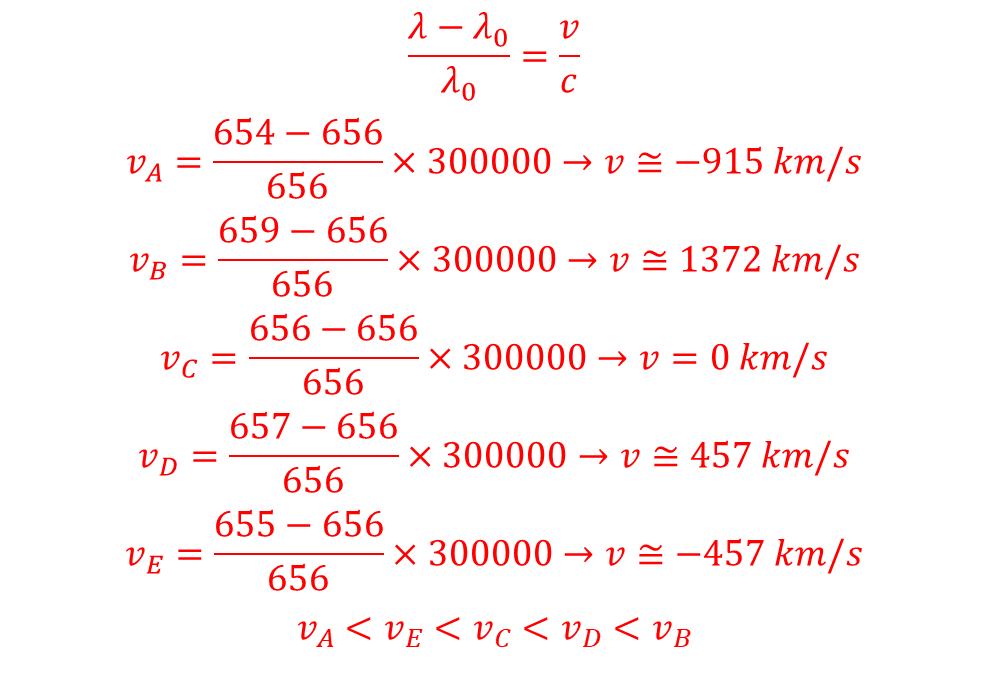 (λ − λ₀)/λ₀ = v/c
v_A = (654 − 656)/656 × 300000 → v ≅ −915 km/s
v_B = (659 − 656)/656 × 300000 → v ≅ 1372 km/s
v_C = (656 − 656)/656 × 300000 → v = 0 km/s
v_D = (657 − 656)/656 × 300000 → v ≅ 457 km/s
v_E = (655 − 656)/656 × 300000 → v ≅ −457 km/s
v_A < v_E < v_C < v_D < v_B